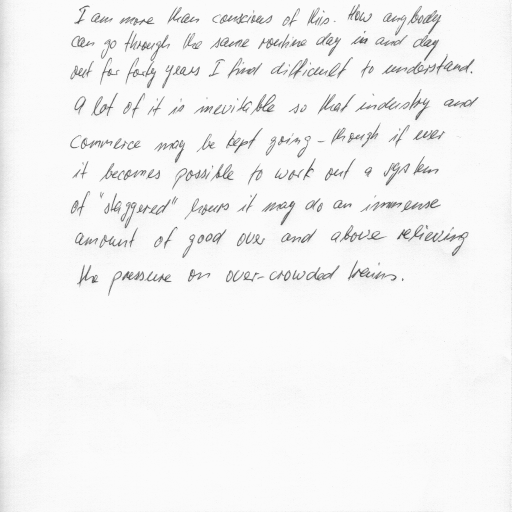 I am more than conscious of this. How anybody
can go through the same routine day in and day
out for forty years I find difficult to understand.
A lot of it is inevitable so that industry and
commerce may be kept going - though if ever
it becomes possible to work out a system
of "staggered" hours it may do an immense
amount of good over and above relieving
the pressure on over-crowded trains.